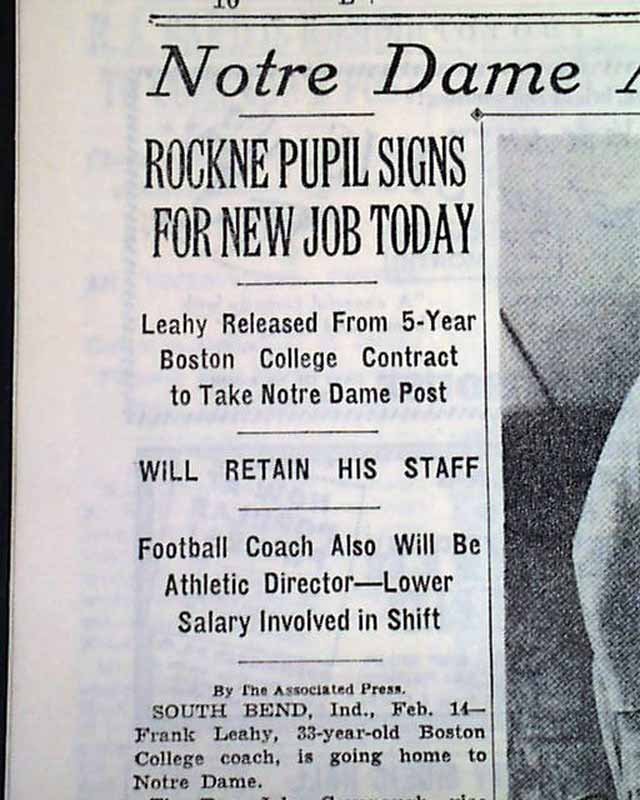 Notre Dame
ROCKNE PUPIL SIGNS
FOR NEW JOB TODAY
Leahy Released From 5-Year
Boston College Contract
to Take Notre Dame Post
WILL RETAIN HIS STAFF
Football Coach Also Will Be
Athletic Director—Lower
Salary Involved in Shift
By The Associated Press.
SOUTH BEND, Ind., Feb. 14—
Frank Leahy, 33-year-old Boston
College coach, is going home to
Notre Dame.